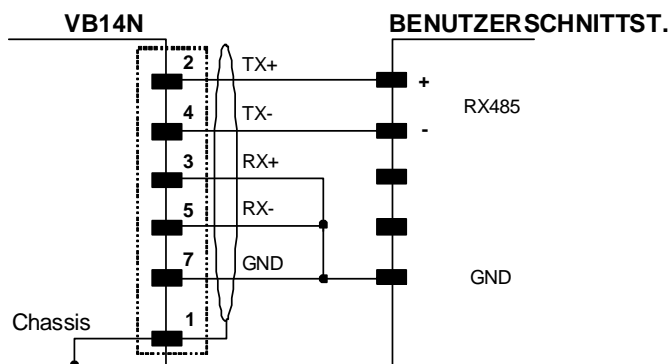 VB14N BENUTZERSCHNITTST.
2 TX+ +
RX485
4 TX- -
3 RX+
5 RX-
7 GND GND
Chassis 1